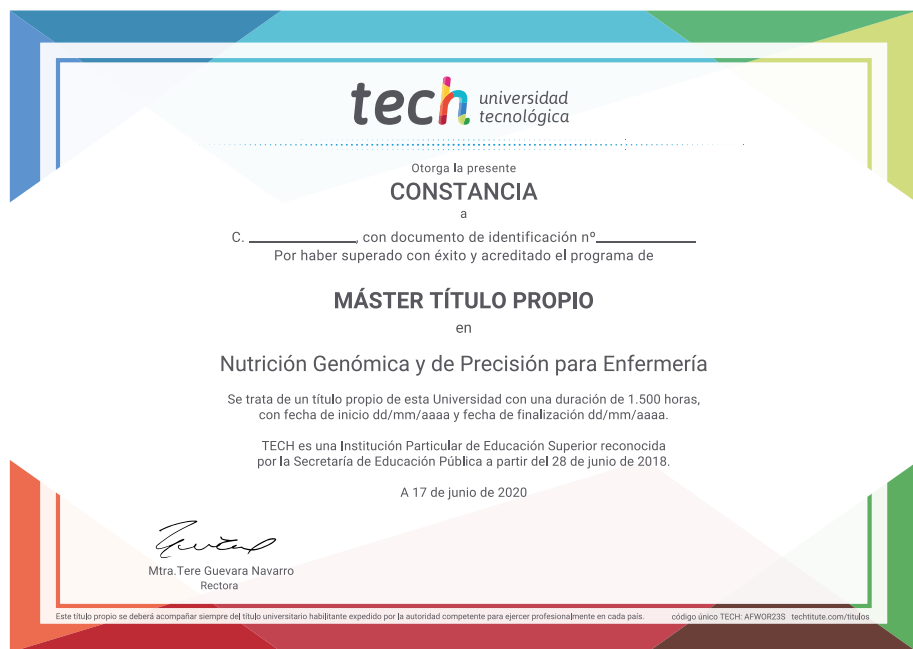 tech universidad
tecnológica
Otorga la presente
CONSTANCIA
a
C. ____________, con documento de identificación nº____________
Por haber superado con éxito y acreditado el programa de
MÁSTER TÍTULO PROPIO
en
Nutrición Genómica y de Precisión para Enfermería
Se trata de un título propio de esta Universidad con una duración de 1.500 horas,
con fecha de inicio dd/mm/aaaa y fecha de finalización dd/mm/aaaa.
TECH es una Institución Particular de Educación Superior reconocida
por la Secretaría de Educación Pública a partir del 28 de junio de 2018.
A 17 de junio de 2020
Mtra.Tere Guevara Navarro
Rectora
Este título propio se deberá acompañar siempre del título universitario habilitante expedido por la autoridad competente para ejercer profesionalmente en cada país. código único TECH: AFWOR23S techtitute.com/titulos